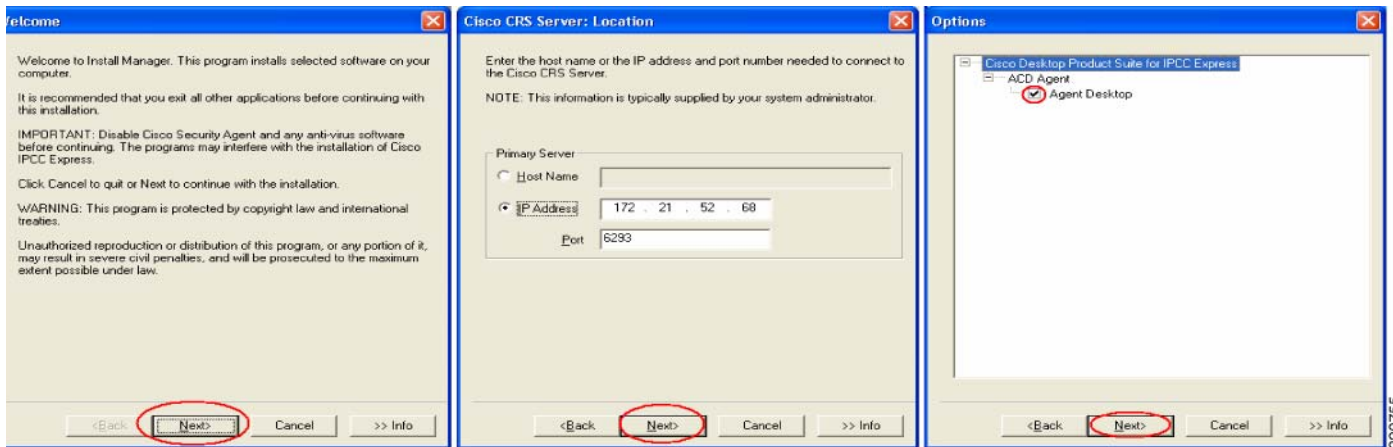 elcome
Welcome to Install Manager. This program installs selected software on your
computer.
It is recommended that you exit all other applications before continuing with
this installation.
IMPORTANT: Disable Cisco Security Agent and any anti-virus software
before continuing. The programs may interfere with the installation of Cisco
IPCC Express.
Click Cancel to quit or Next to continue with the installation.
WARNING: This program is protected by copyright law and international
treaties.
Unauthorized reproduction or distribution of this program, or any portion of it,
may result in severe civil penalties, and will be prosecuted to the maximum
extent possible under law.
<Back Next> Cancel >> Info
Cisco CRS Server: Location
Enter the host name or the IP address and port number needed to connect to
the Cisco CRS Server.
NOTE: This information is typically supplied by your system administrator.
Primary Server
Host Name
IP Address 172 . 21 . 52 . 68
Port 6293
<Back Next> Cancel >> Info
Options
Cisco Desktop Product Suite for IPCC Express
ACD Agent
Agent Desktop
<Back Next> Cancel >> Info